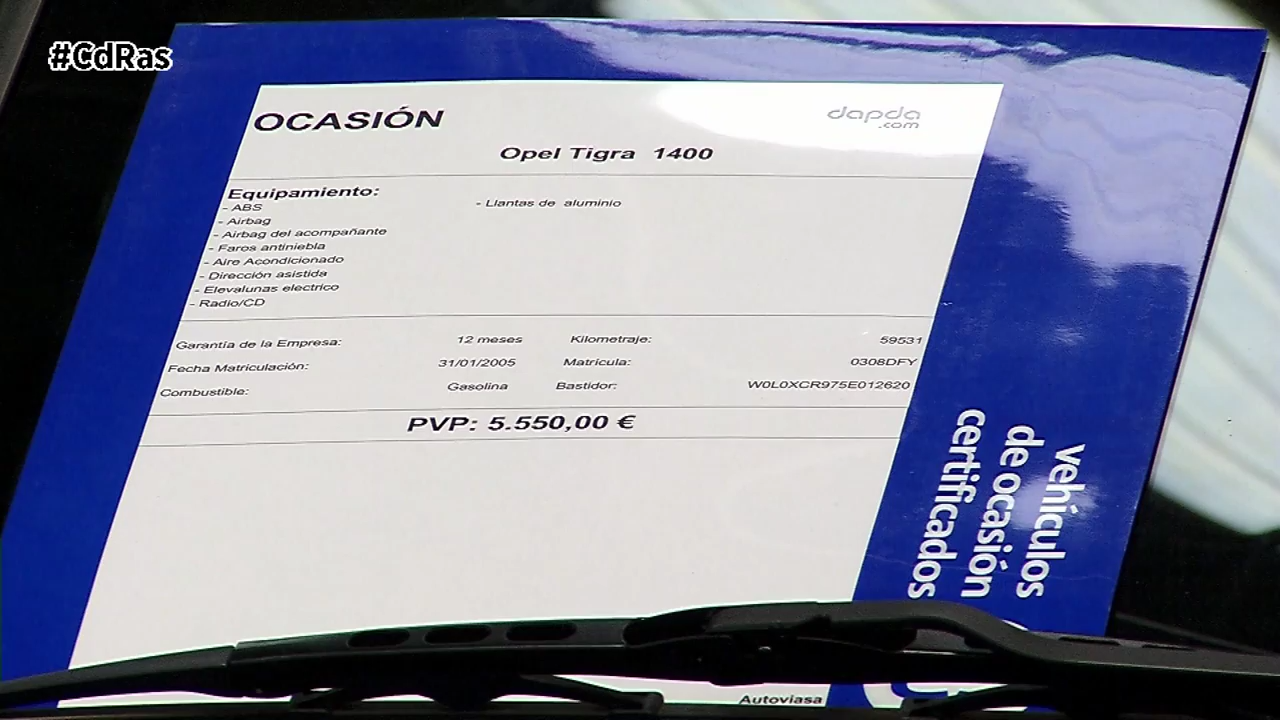 #CdRas
OCASIÓN
dapda
.com
Opel Tigra 1400
Equipamiento:
- ABS
- Airbag
- Airbag del acompañante
- Faros antiniebla
- Aire Acondicionado
- Dirección asistida
- Elevalunas electrico
- Radio/CD
- Llantas de aluminio
Garantía de la Empresa: 12 meses Kilometraje: 59531
Fecha Matriculación: 31/01/2005 Matrícula: 0308DFY
Combustible: Gasolina Bastidor: W0L0XCR975E012620
PVP: 5.550,00 €
vehículos
de ocasión
certificados
Autoviasa